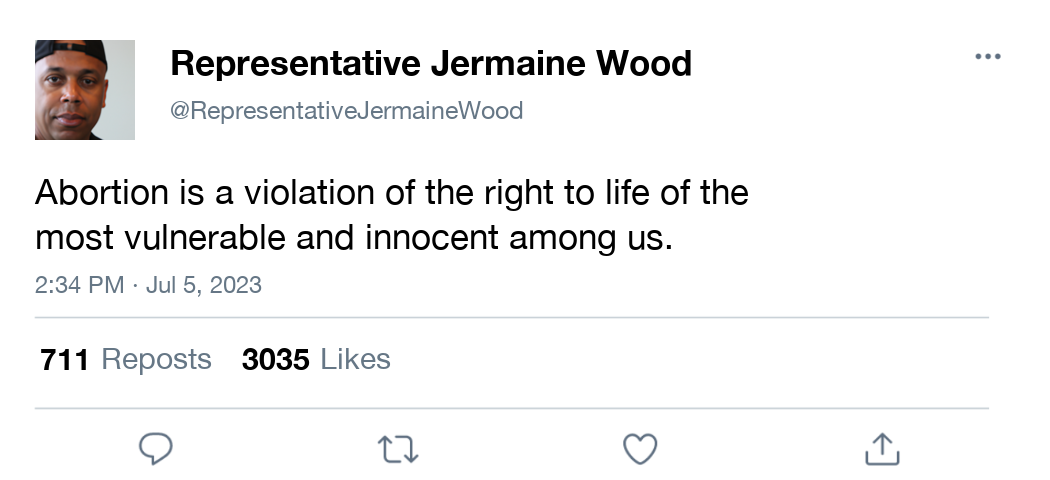 Representative Jermaine Wood
@RepresentativeJermaineWood
Abortion is a violation of the right to life of the
most vulnerable and innocent among us.
2:34 PM · Jul 5, 2023
711 Reposts 3035 Likes